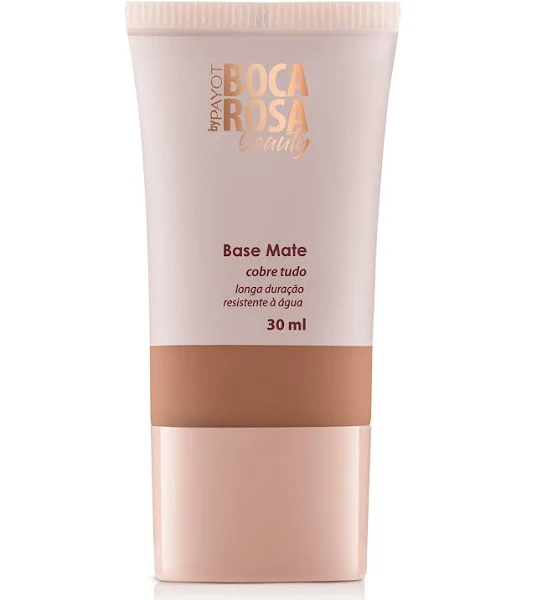 by PAYOT
BOCA
ROSA
beauty
Base Mate
cobre tudo
longa duração
resistente à água
30 ml